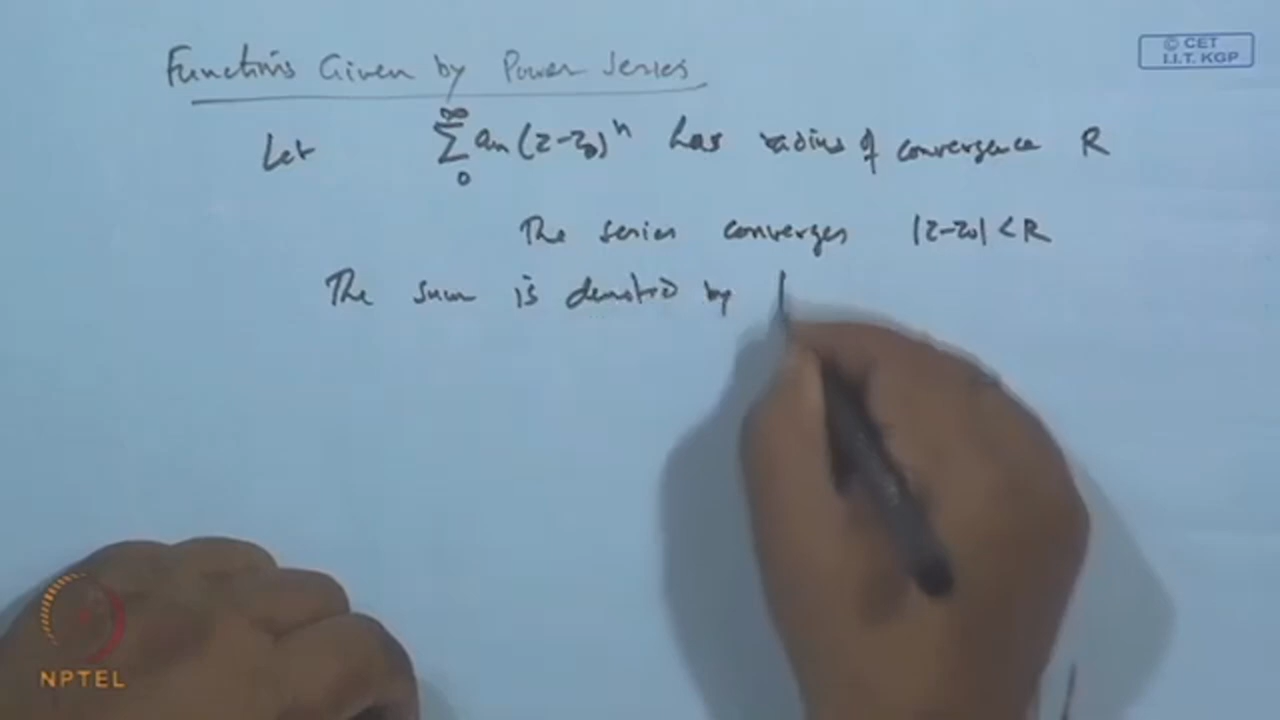 Functions Given by Power Series
© CET
I.I.T. KGP
Let ∑₀^∞ aₙ(z-z₀)ⁿ has radius of convergence R
The series converges |z-z₀|<R
The sum is denoted by
NPTEL